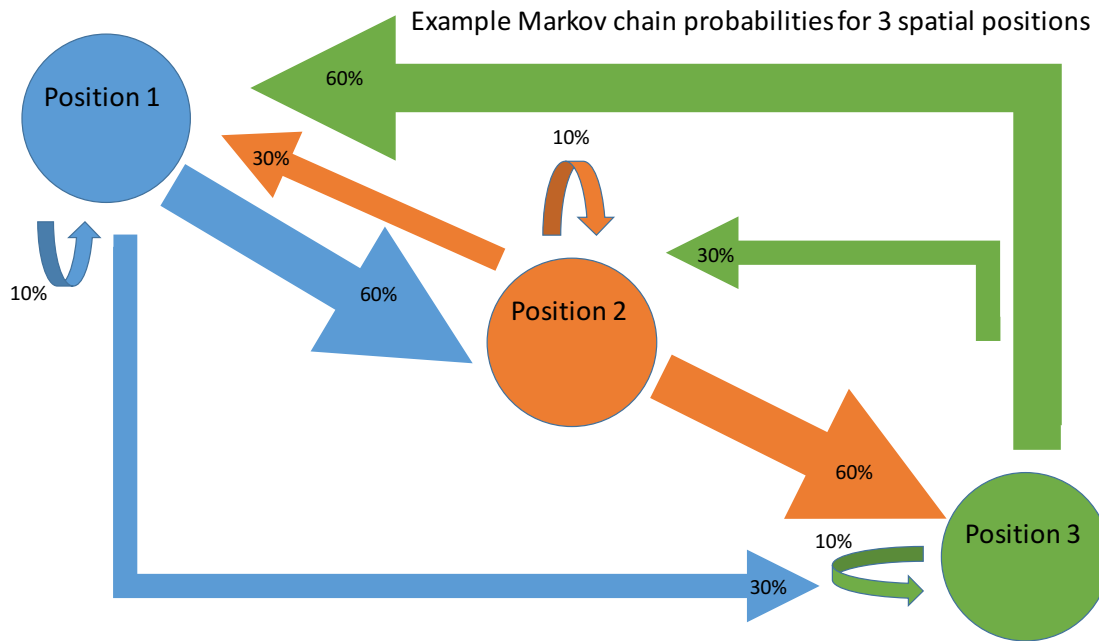 Example Markov chain probabilities for 3 spatial positions
60%
Position 1
10%
30%
30%
10%
60%
Position 2
60%
10%
Position 3
30%